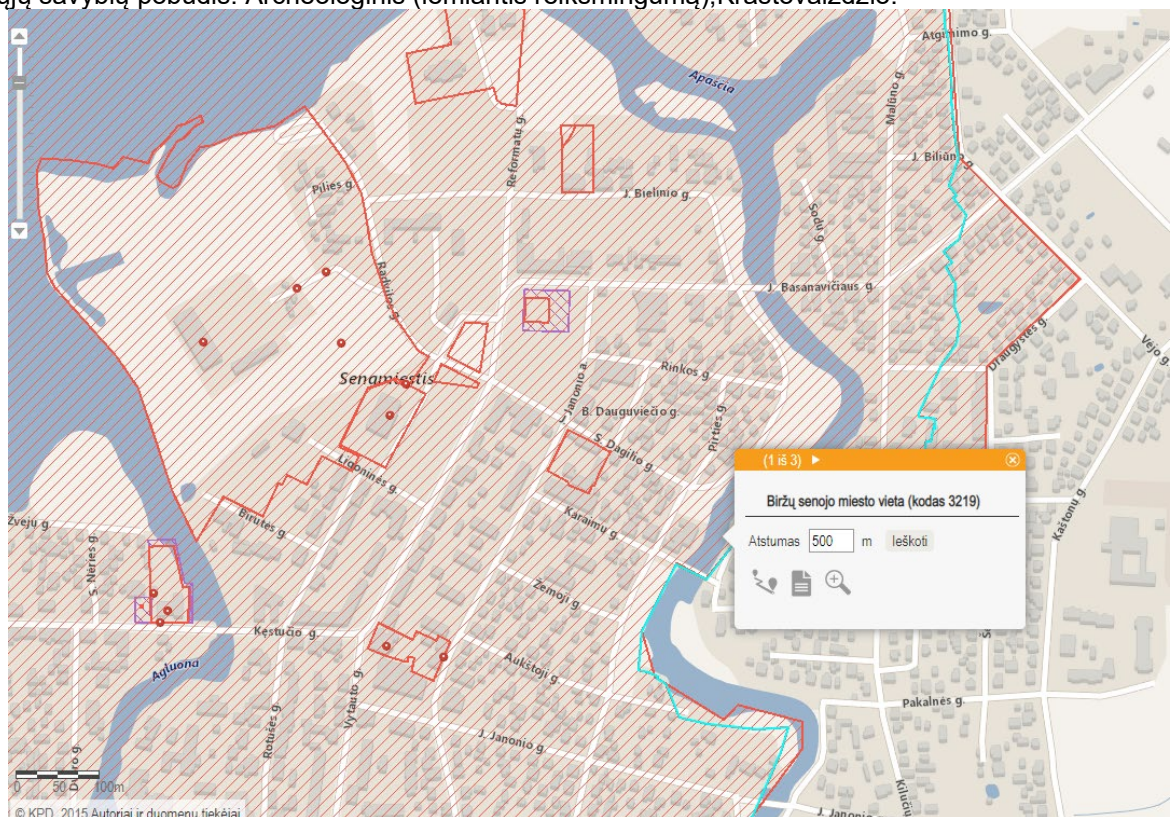 savybių pobūdis: Archeologinis (lemiantis reikšmingumą),Kraštovaizdžio.
Atgimimo g.
Apaščia
Malūno g.
Reformatų g.
J. Biliūno
Pilies g.
J. Bielinio g.
Sodų g.
Radvilos g.
J. Basanavičiaus g
Draugystės g.
Vėjo g.
Senamiestis
Rinkos g.
J. Janonio a.
B. Dauguviečio g.
S. Dagilio g.
Pirties g.
(1 iš 3)
Biržų senojo miesto vieta (kodas 3219)
Atstumas 500 m Ieškoti
Kaštonų g.
Birutės g.
Karaimų g.
Žvejų g
S. Nėries g.
Žemoji g.
Kęstučio g.
Agluona
Aukštoji g.
Vytauto g.
Rotušės g.
Pakalnės g.
J. Janonio g.
Kilučių
J. Janonio g
0 50 100m
© KPD, 2015 Autoriai ir duomenų tiekėjai